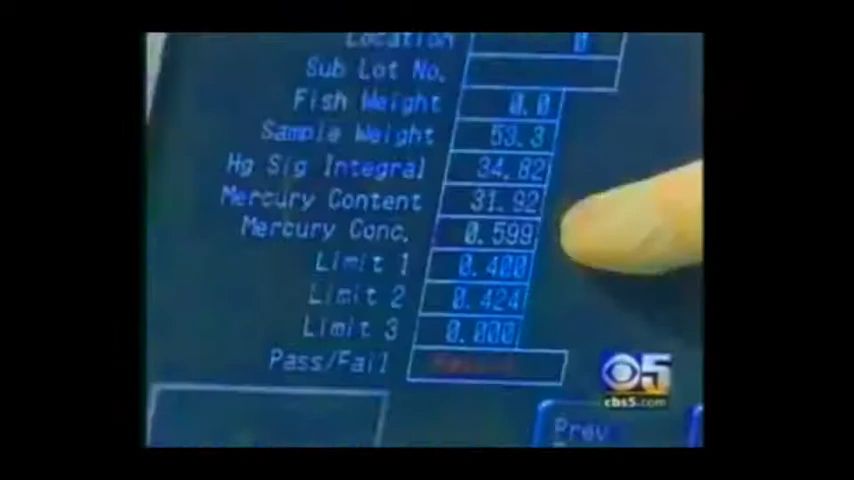 Location 0
Sub Lot No.
Fish Weight 0.0
Sample Weight 53.3
Hg Sig Integral 34.82
Mercury Content 31.92
Mercury Conc. 0.599
Limit 1 0.400
Limit 2 0.424
Limit 3 0.000
Pass/Fail
CBS 5
cbs5.com
Prev